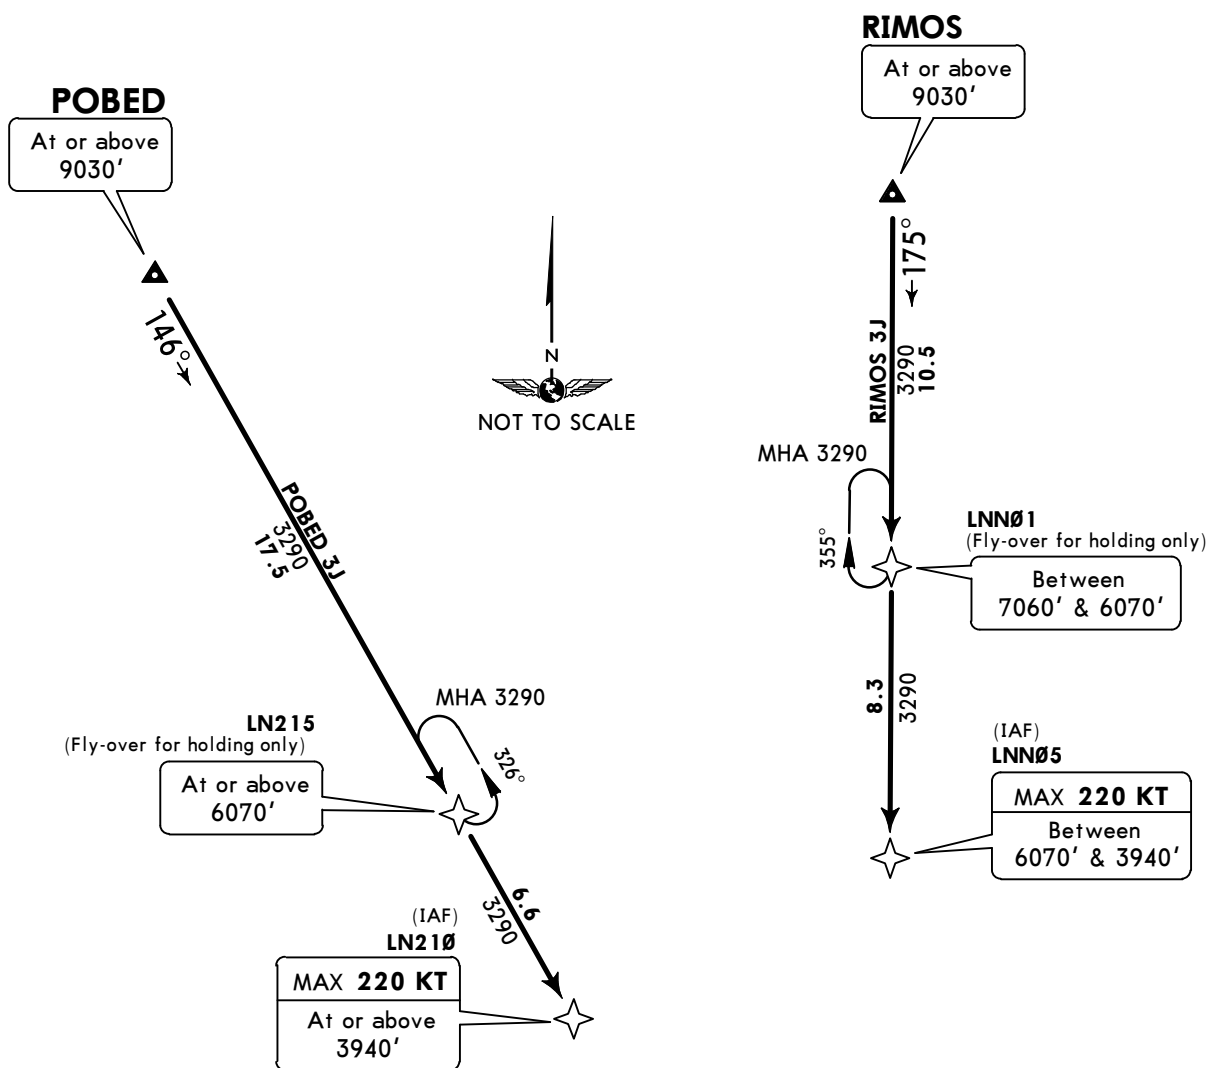 RIMOS
At or above
9030'
POBED
At or above
9030'
175°
146°
RIMOS 3J
3290
10.5
N
NOT TO SCALE
MHA 3290
355°
LNNØ1
(Fly-over for holding only)
Between
7060' & 6070'
POBED 3J
3290
17.5
8.3
3290
MHA 3290
326°
LN215
(Fly-over for holding only)
At or above
6070'
(IAF)
LNNØ5
MAX 220 KT
Between
6070' & 3940'
6.6
3290
(IAF)
LN21Ø
MAX 220 KT
At or above
3940'